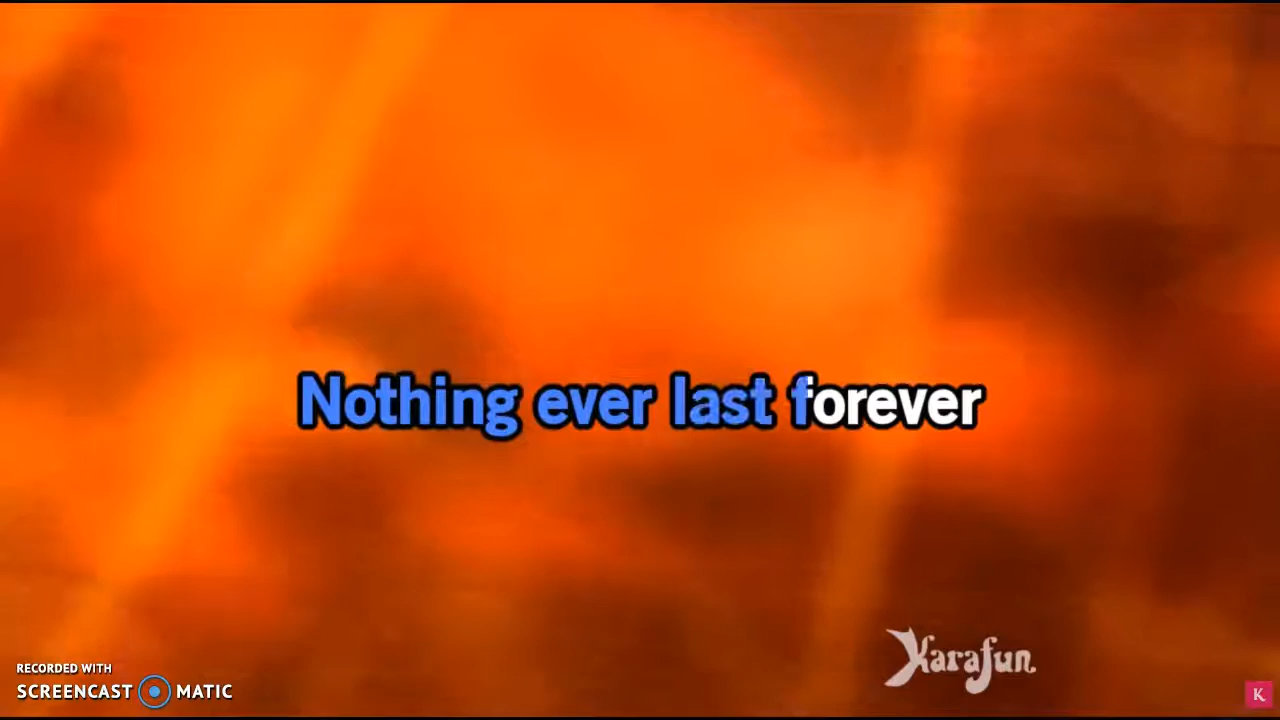 Nothing ever last forever
Karafun
RECORDED WITH
SCREENCAST MATIC
K